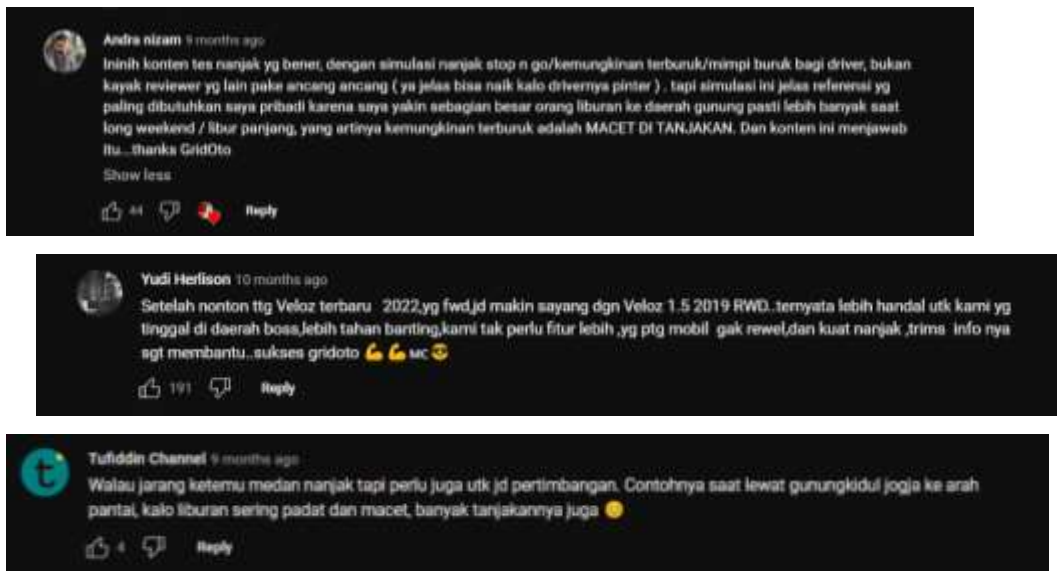 Andra nizam 9 months ago
Ininih konten tes nanjak yg bener, dengan simulasi nanjak stop n go/kemungkinan terburuk/mimpi buruk bagi driver, bukan
kayak reviewer yg lain pake ancang ancang ( ya jelas bisa naik kalo drivernya pinter ) . tapi simulasi ini jelas referensi yg
paling dibutuhkan saya pribadi karena saya yakin sebagian besar orang liburan ke daerah gunung pasti lebih banyak saat
long weekend / libur panjang, yang artinya kemungkinan terburuk adalah MACET DI TANJAKAN. Dan konten ini menjawab
itu...thanks GridOto
Show less
44 Reply
Yudi Herlison 10 months ago
Setelah nonton ttg Veloz terbaru 2022,yg fwd,jd makin sayang dgn Veloz 1.5 2019 RWD..ternyata lebih handal utk kami yg
tinggal di daerah boss,lebih tahan banting,kami tak perlu fitur lebih ,yg ptg mobil gak rewel,dan kuat nanjak ,trims info nya
sgt membantu..sukses gridoto 💪 💪 MC 😎
191 Reply
t
Tufiddin Channel 9 months ago
Walau jarang ketemu medan nanjak tapi perlu juga utk jd pertimbangan. Contohnya saat lewat gunungkidul jogja ke arah
pantai, kalo liburan sering padat dan macet, banyak tanjakannya juga
4 Reply